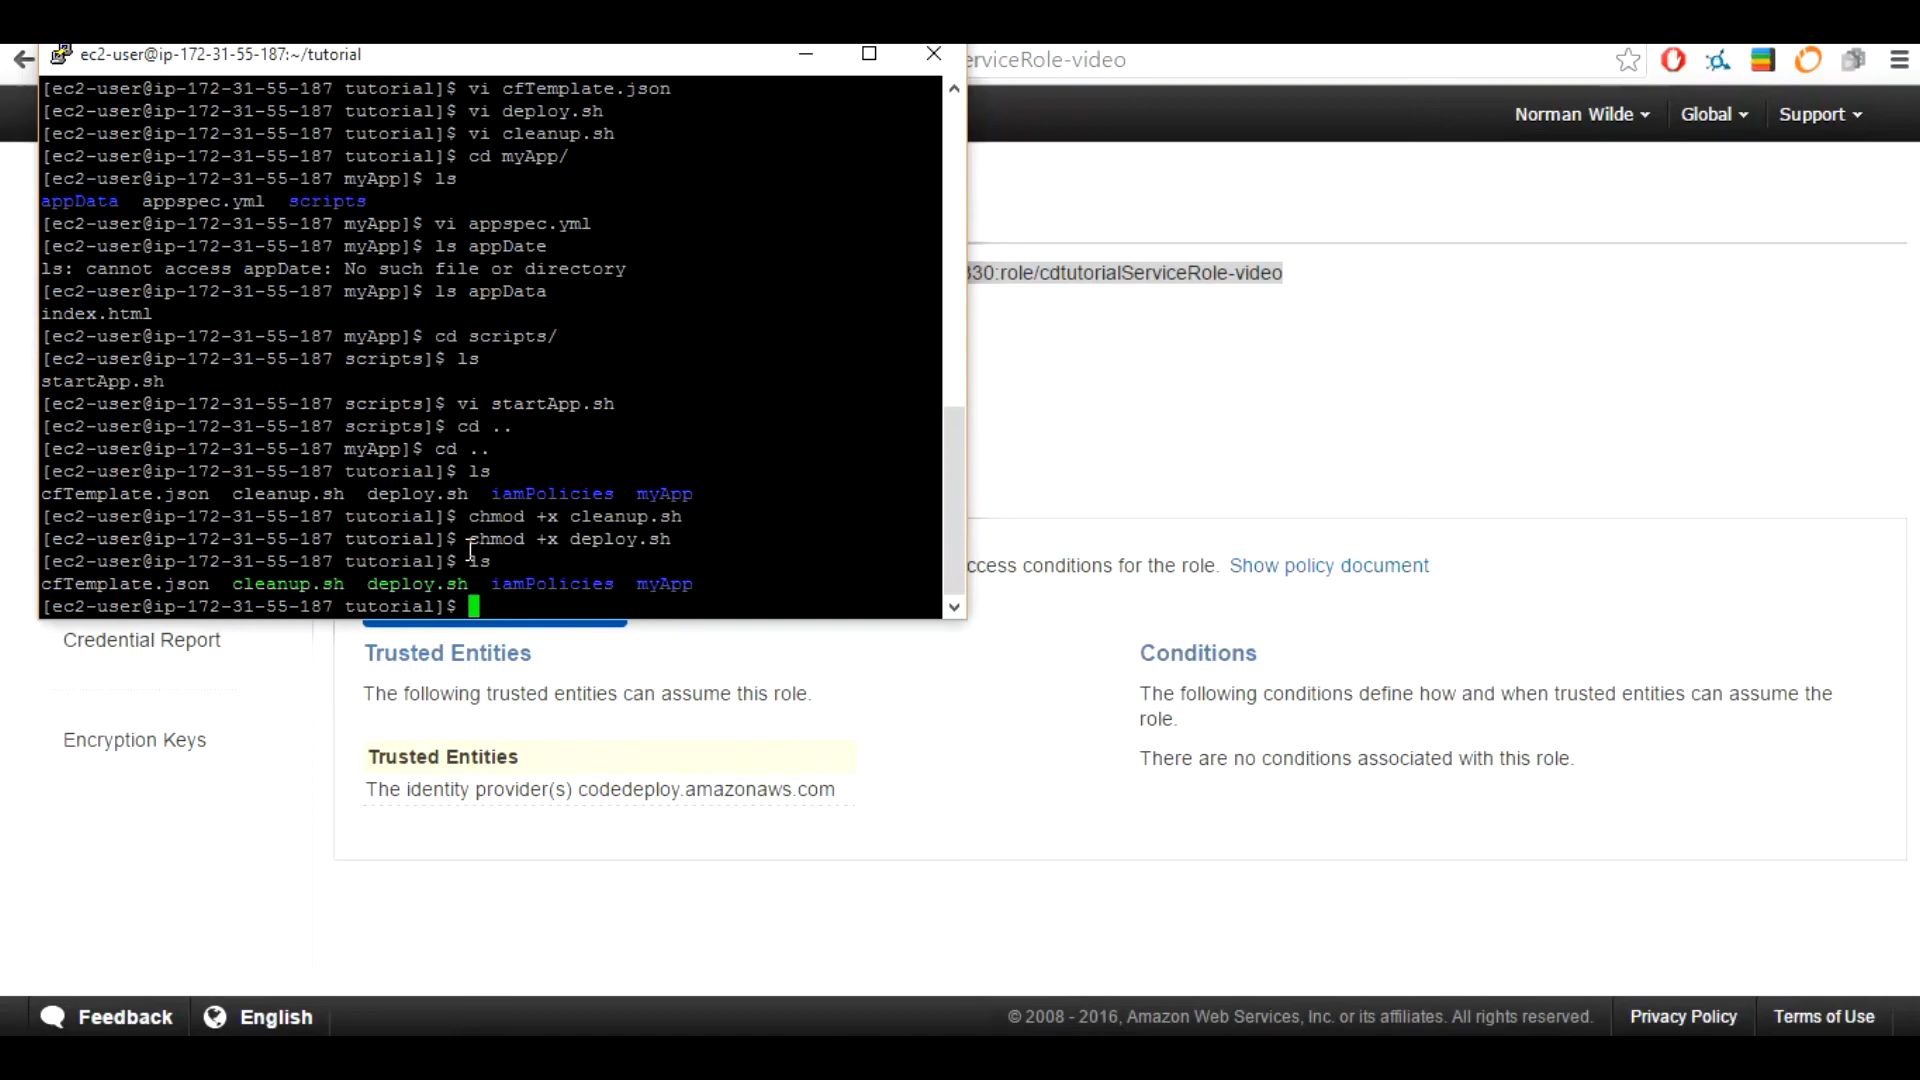 ec2-user@ip-172-31-55-187:~/tutorial
[ec2-user@ip-172-31-55-187 tutorial]$ vi cfTemplate.json
[ec2-user@ip-172-31-55-187 tutorial]$ vi deploy.sh
[ec2-user@ip-172-31-55-187 tutorial]$ vi cleanup.sh
[ec2-user@ip-172-31-55-187 tutorial]$ cd myApp/
[ec2-user@ip-172-31-55-187 myApp]$ ls
appData appspec.yml scripts
[ec2-user@ip-172-31-55-187 myApp]$ vi appspec.yml
[ec2-user@ip-172-31-55-187 myApp]$ ls appDate
ls: cannot access appDate: No such file or directory
[ec2-user@ip-172-31-55-187 myApp]$ ls appData
index.html
[ec2-user@ip-172-31-55-187 myApp]$ cd scripts/
[ec2-user@ip-172-31-55-187 scripts]$ ls
startApp.sh
[ec2-user@ip-172-31-55-187 scripts]$ vi startApp.sh
[ec2-user@ip-172-31-55-187 scripts]$ cd ..
[ec2-user@ip-172-31-55-187 myApp]$ cd ..
[ec2-user@ip-172-31-55-187 tutorial]$ ls
cfTemplate.json cleanup.sh deploy.sh iamPolicies myApp
[ec2-user@ip-172-31-55-187 tutorial]$ chmod +x cleanup.sh
[ec2-user@ip-172-31-55-187 tutorial]$ chmod +x deploy.sh
[ec2-user@ip-172-31-55-187 tutorial]$ ls
cfTemplate.json cleanup.sh deploy.sh iamPolicies myApp
[ec2-user@ip-172-31-55-187 tutorial]$
erviceRole-video
Norman Wilde Global Support
330:role/cdtutorialServiceRole-video
ccess conditions for the role. Show policy document
Credential Report
Encryption Keys
Trusted Entities
The following trusted entities can assume this role.
Trusted Entities
The identity provider(s) codedeploy.amazonaws.com
Conditions
The following conditions define how and when trusted entities can assume the
role.
There are no conditions associated with this role.
Feedback English
© 2008 - 2016, Amazon Web Services, Inc. or its affiliates. All rights reserved. Privacy Policy Terms of Use